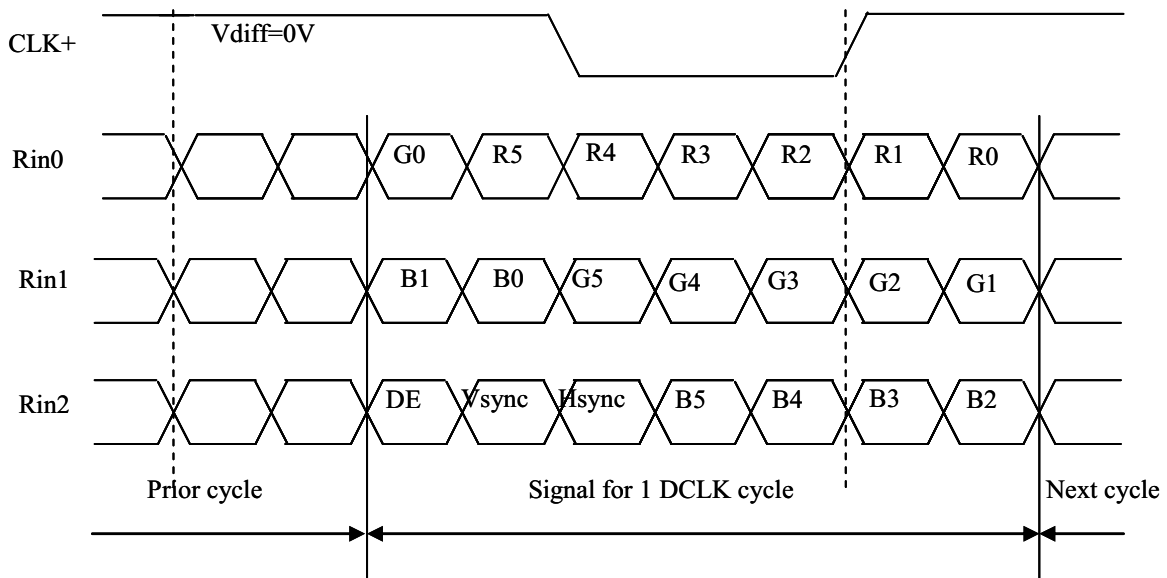 CLK+ Vdiff=0V
Rin0 G0 R5 R4 R3 R2 R1 R0
Rin1 B1 B0 G5 G4 G3 G2 G1
Rin2 DE Vsync Hsync B5 B4 B3 B2
Prior cycle Signal for 1 DCLK cycle Next cycle